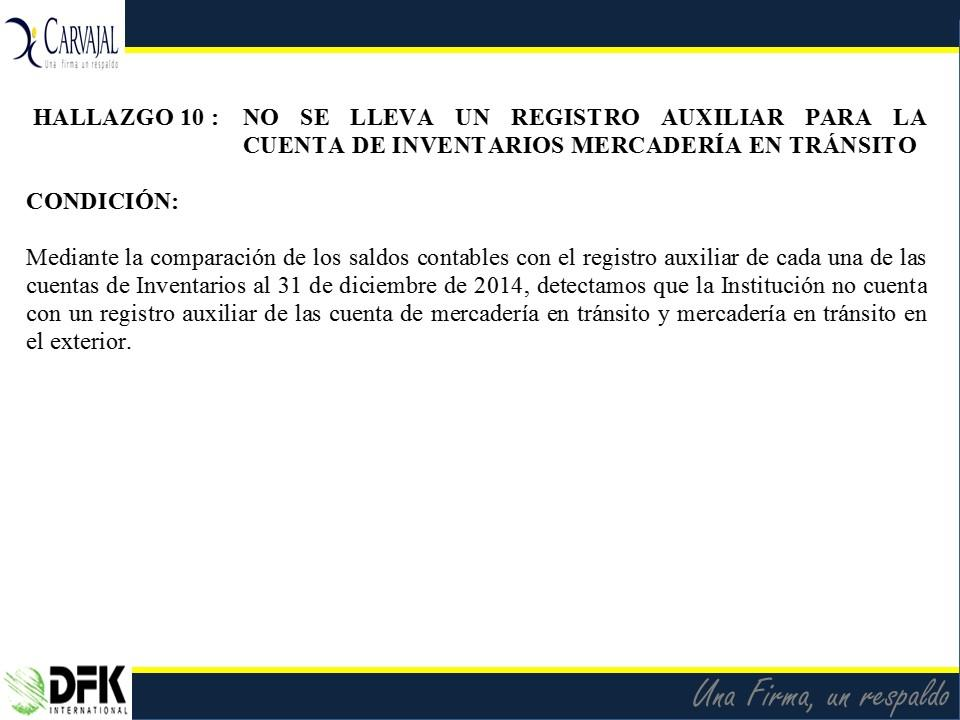 CARVAJAL
Una firma un respaldo
HALLAZGO 10 : NO SE LLEVA UN REGISTRO AUXILIAR PARA LA
CUENTA DE INVENTARIOS MERCADERÍA EN TRÁNSITO
CONDICIÓN:
Mediante la comparación de los saldos contables con el registro auxiliar de cada una de las
cuentas de Inventarios al 31 de diciembre de 2014, detectamos que la Institución no cuenta
con un registro auxiliar de las cuenta de mercadería en tránsito y mercadería en tránsito en
el exterior.
DFK
INTERNATIONAL
Una Firma, un respaldo